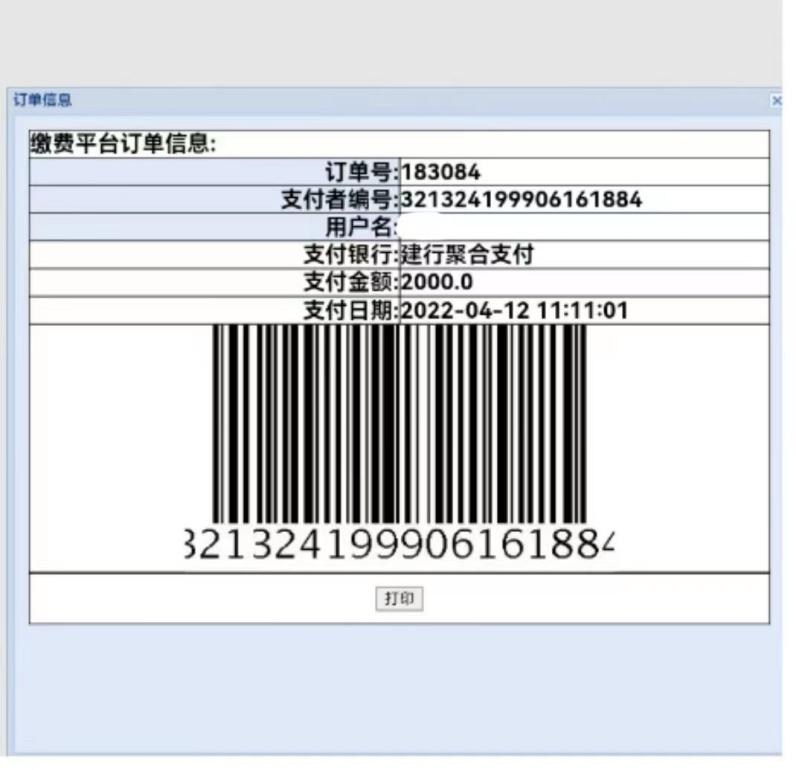 订单信息
缴费平台订单信息:
订单号:183084
支付者编号:321324199906161884
用户名:
支付银行:建行聚合支付
支付金额:2000.0
支付日期:2022-04-12 11:11:01
321324199906161884
打印